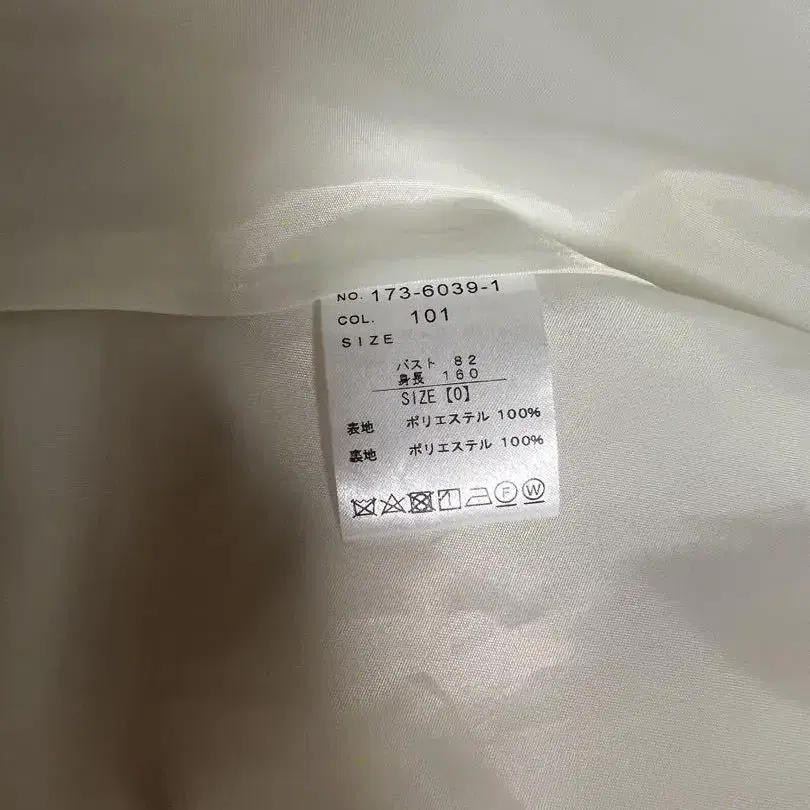 NO. 173-6039-1
COL. 101
SIZE
バスト 82
身長 160
SIZE【0】
表地 ポリエステル 100%
裏地 ポリエステル 100%
F W